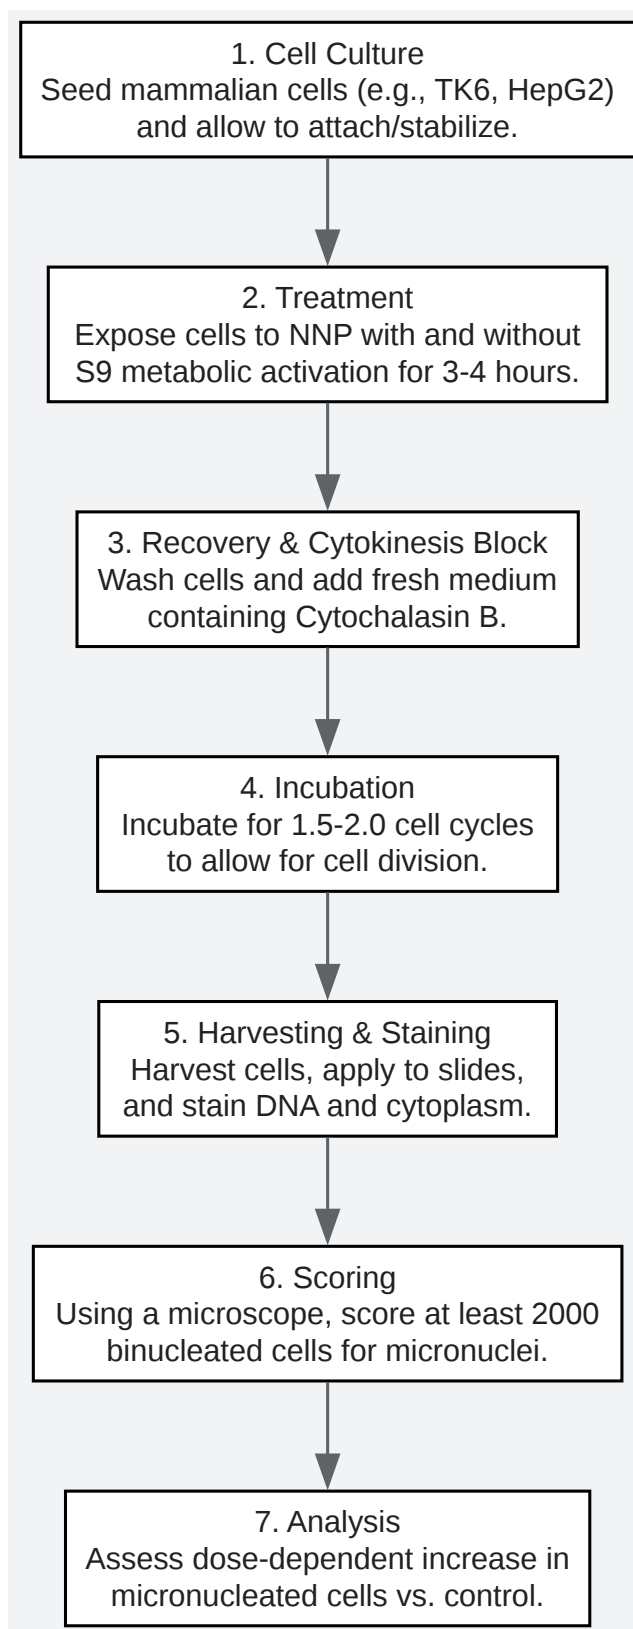 1. Cell Culture
Seed mammalian cells (e.g., TK6, HepG2)
and allow to attach/stabilize.
2. Treatment
Expose cells to NNP with and without
S9 metabolic activation for 3-4 hours.
3. Recovery & Cytokinesis Block
Wash cells and add fresh medium
containing Cytochalasin B.
4. Incubation
Incubate for 1.5-2.0 cell cycles
to allow for cell division.
5. Harvesting & Staining
Harvest cells, apply to slides,
and stain DNA and cytoplasm.
6. Scoring
Using a microscope, score at least 2000
binucleated cells for micronuclei.
7. Analysis
Assess dose-dependent increase in
micronucleated cells vs. control.